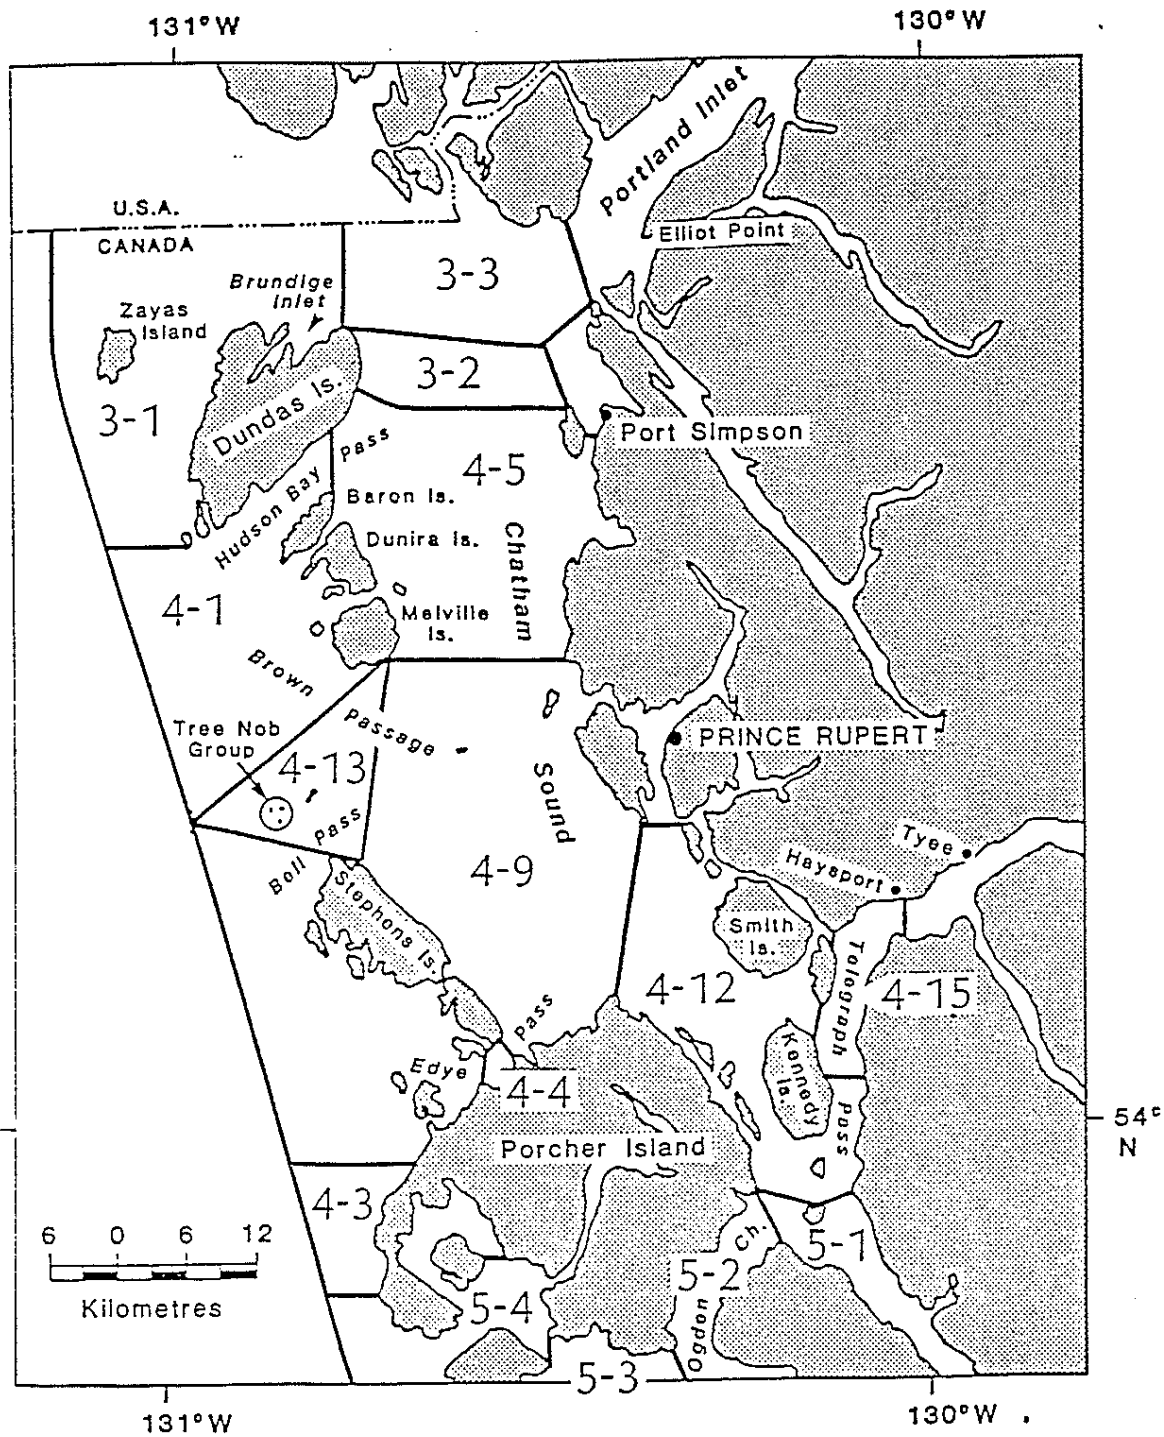 131°W
130°W
Portland Inlet
U.S.A.
CANADA
Elliot Point
3-3
Brundige
Inlet
Zayas
Island
3-2
3-1
Dundas Is.
Port Simpson
Hudson Bay Pass
4-5
Baron Is.
Dunira Is.
Chatham
4-1
Melville
Is.
Brown
Passage
Tree Nob
Group
PRINCE RUPERT
4-13
Sound
Boll Pass
Tyee
Haysport
4-9
Stephens Is.
Smith
Is.
Telegraph
4-12
4-15
Pass
Kennedy
Is.
Edye
4-4
Pass
54°
N
Porcher Island
4-3
6 0 6 12
Kilometres
Ch.
5-1
5-2
5-4
Ogdon
5-3
131°W
130°W